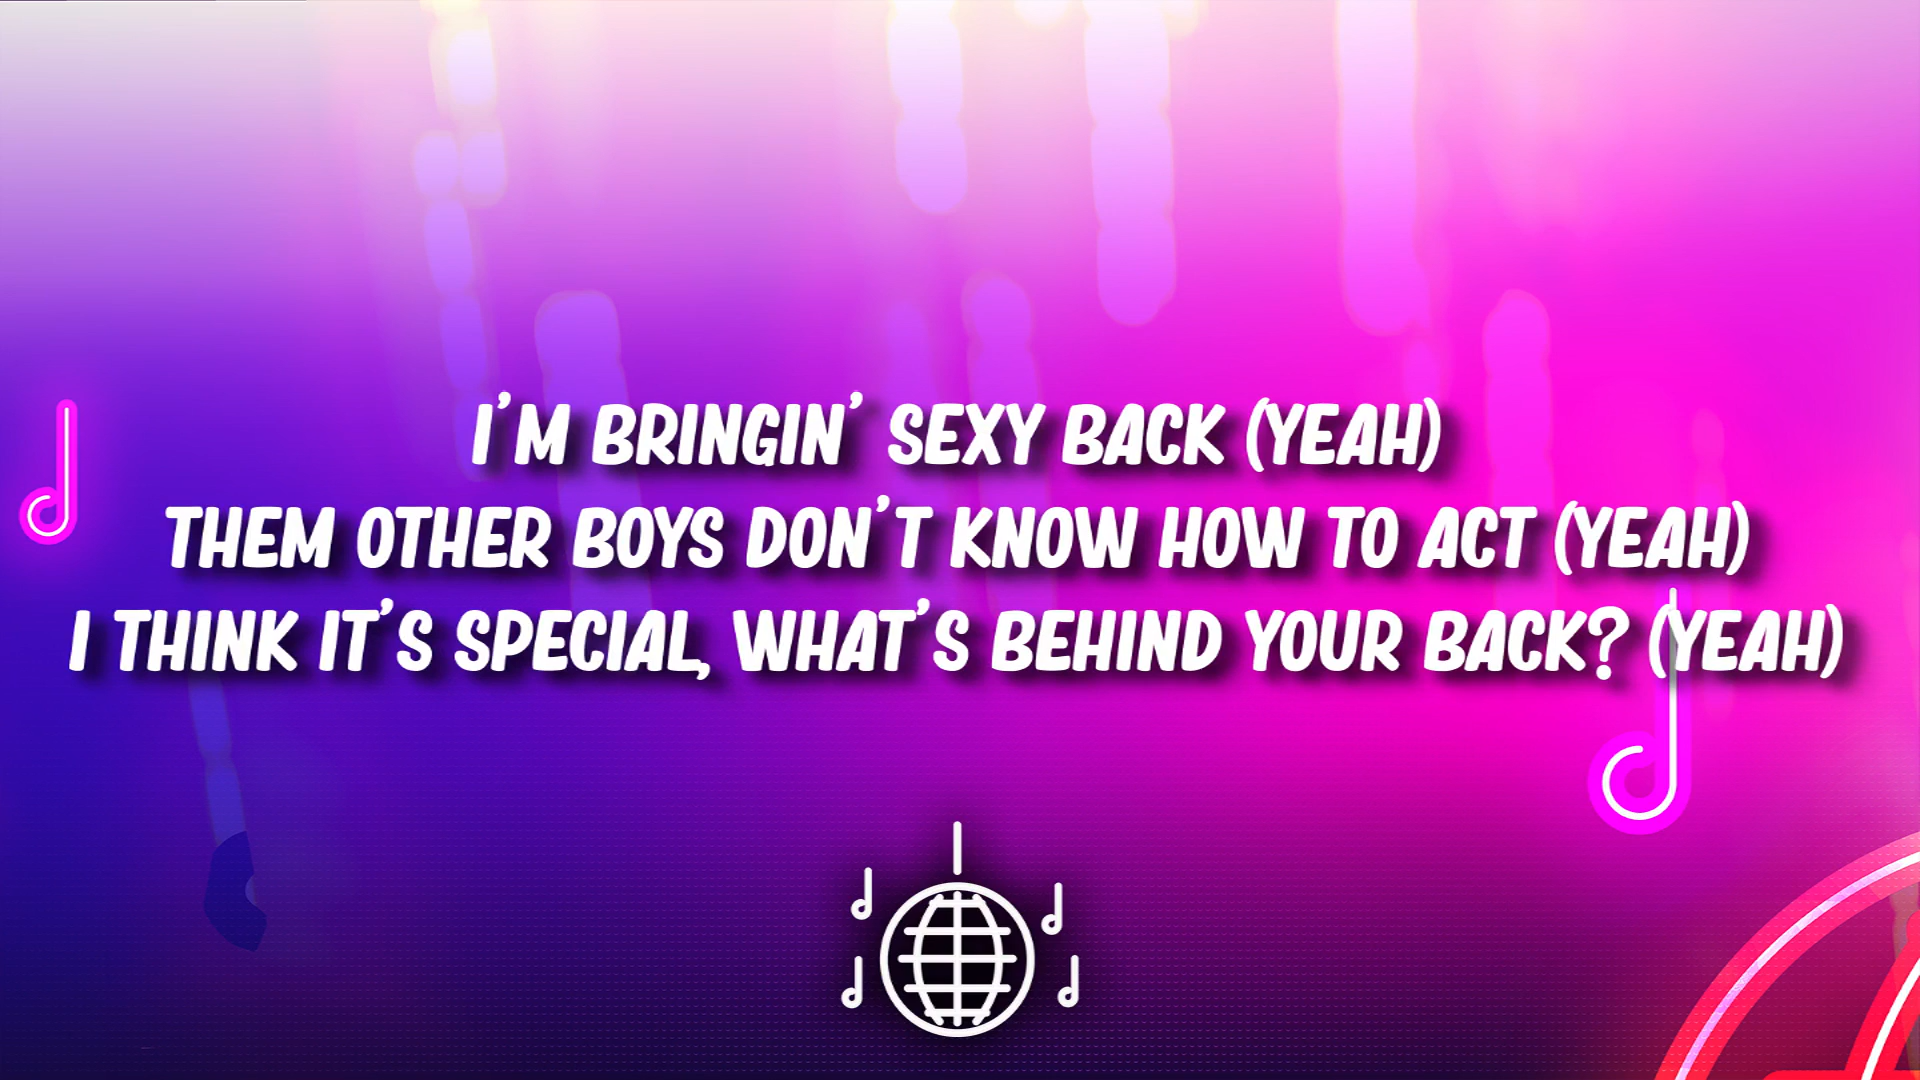 I'M BRINGIN' SEXY BACK (YEAH)
THEM OTHER BOYS DON'T KNOW HOW TO ACT (YEAH)
I THINK IT'S SPECIAL, WHAT'S BEHIND YOUR BACK? (YEAH)